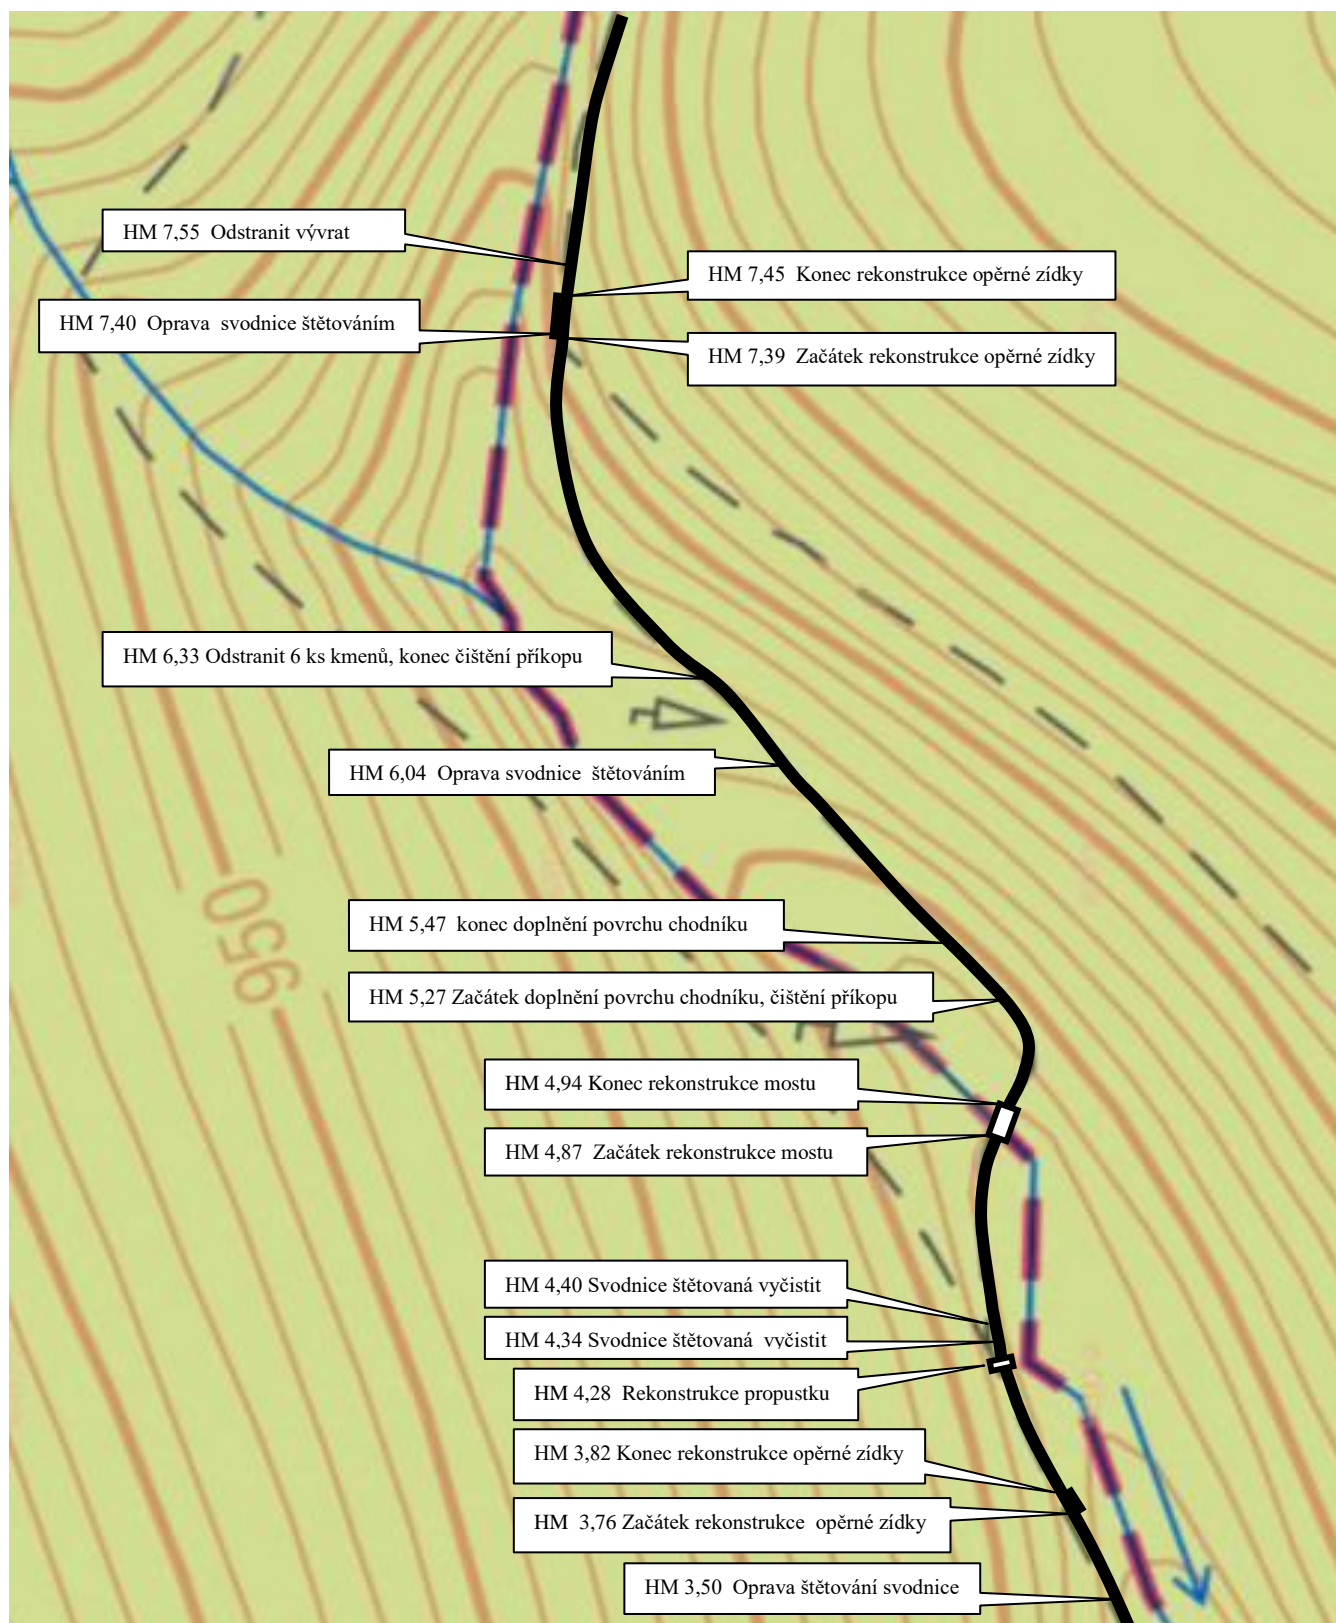 HM 7,55 Odstranit vývrat
HM 7,45 Konec rekonstrukce opěrné zídky
HM 7,40 Oprava svodnice štětováním
HM 7,39 Začátek rekonstrukce opěrné zídky
HM 6,33 Odstranit 6 ks kmenů, konec čištění příkopu
HM 6,04 Oprava svodnice štětováním
950
HM 5,47 konec doplnění povrchu chodníku
HM 5,27 Začátek doplnění povrchu chodníku, čištění příkopu
HM 4,94 Konec rekonstrukce mostu
HM 4,87 Začátek rekonstrukce mostu
HM 4,40 Svodnice štětovaná vyčistit
HM 4,34 Svodnice štětovaná vyčistit
HM 4,28 Rekonstrukce propustku
HM 3,82 Konec rekonstrukce opěrné zídky
HM 3,76 Začátek rekonstrukce opěrné zídky
HM 3,50 Oprava štětování svodnice